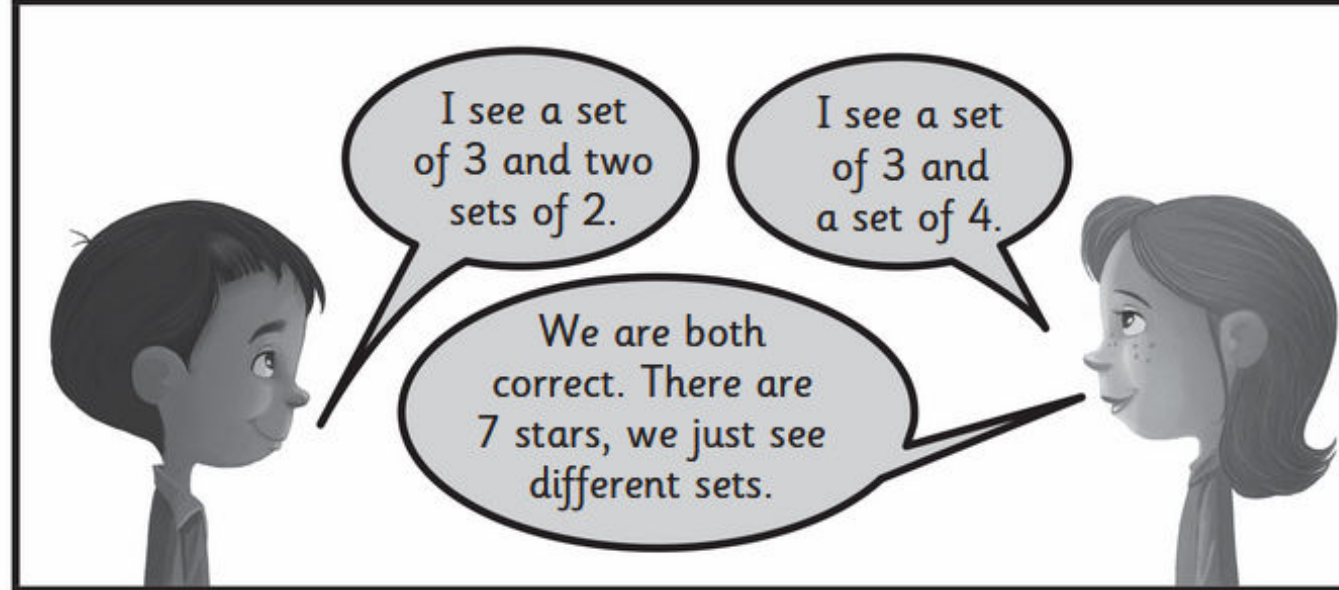 I see a set
of 3 and two
sets of 2.
I see a set
of 3 and
a set of 4.
We are both
correct. There are
7 stars, we just see
different sets.